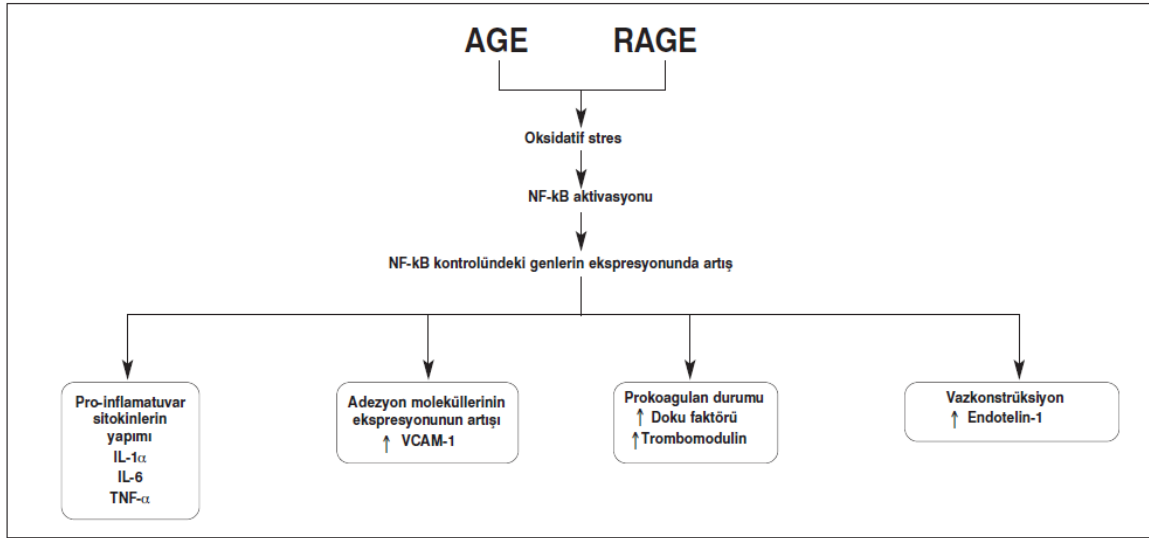 AGE RAGE
Oksidatif stres
NF-kB aktivasyonu
NF-kB kontrolündeki genlerin ekspresyonunda artış
Pro-inflamatuvar
sitokinlerin
yapımı
IL-1α
IL-6
TNF-α
Adezyon moleküllerinin
ekspresyonunun artışı
↑ VCAM-1
Prokoagulan durumu
↑ Doku faktörü
↑Trombomodulin
Vazkonstrüksiyon
↑ Endotelin-1